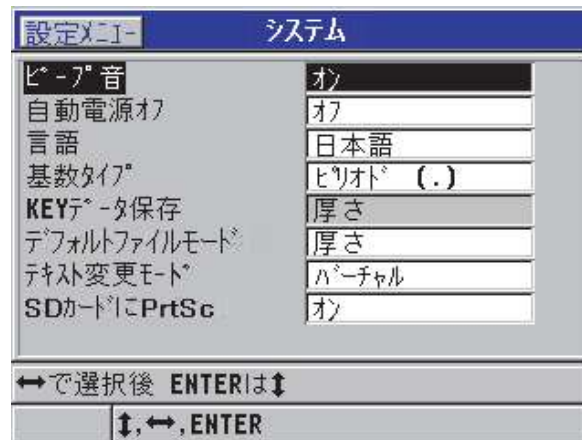 設定ﾒﾆｭｰ システム
ﾋﾞｰﾌﾟ音 ｵﾝ
自動電源ｵﾌ ｵﾌ
言語 日本語
基数ﾀｲﾌﾟ ﾋﾟﾘｵﾄﾞ (.)
KEYﾃﾞｰﾀ保存 厚さ
ﾃﾞﾌｫﾙﾄﾌｧｲﾙﾓｰﾄﾞ 厚さ
ﾃｷｽﾄ変更ﾓｰﾄﾞ ﾊﾞｰﾁｬﾙ
SDｶｰﾄﾞにPrtSc ｵﾝ
↔で選択後 ENTERは↕
↕,↔,ENTER